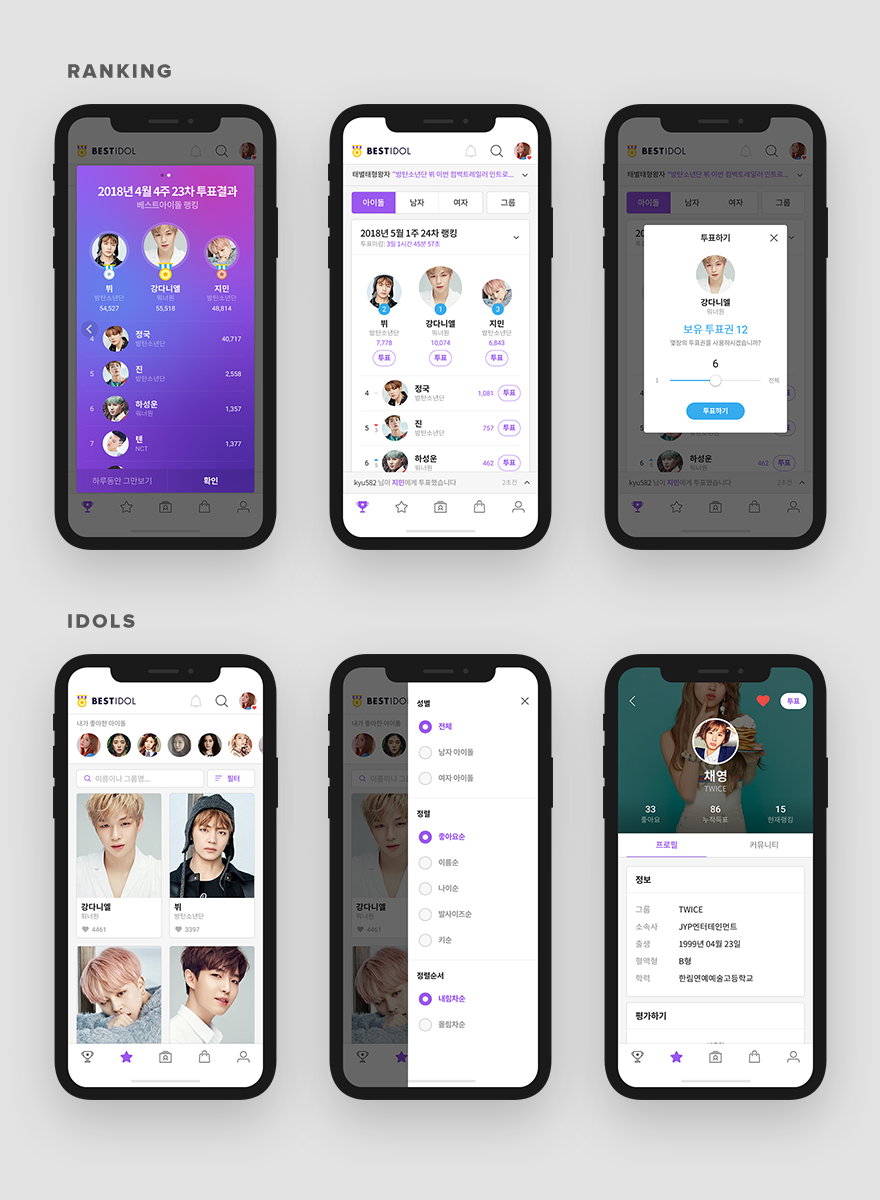 RANKING
BESTIDOL
2018년 4월 4주 23차 투표결과
베스트아이돌 랭킹
뷔
방탄소년단
54,527
강다니엘
워너원
55,518
지민
방탄소년단
48,814
4 정국 40,717
방탄소년단
5 진 2,558
방탄소년단
6 하성운 1,357
워너원
7 텐 1,377
NCT
하루동안 그만보기 확인
BESTIDOL
태별태형왕자 "방탄소년단 뷔 이번 컴백트레일러 인트로...
아이돌 남자 여자 그룹
2018년 5월 1주 24차 랭킹
투표마감: 3일 1시간 45분 57초
2
뷔
방탄소년단
7,778
투표
1
강다니엘
워너원
10,074
투표
3
지민
방탄소년단
6,843
투표
4 정국 1,081 투표
방탄소년단
5 진 757 투표
방탄소년단
6 하성운 462 투표
워너원
kyu582 님이 지민에게 투표했습니다 2초전
BESTIDOL
태별태형왕자 "방탄소년단 뷔 이번 컴백트레일러 인트로...
아이돌 남자 여자 그룹
투표하기
강다니엘
워너원
보유 투표권 12
몇장의 투표권을 사용하시겠습니까?
6
1 전체
투표하기
6 하성운 462 투표
워너원
kyu582 님이 지민에게 투표했습니다 2초전
IDOLS
BESTIDOL
내가 좋아한 아이돌
이름이나 그룹명... 필터
강다니엘
워너원
4461
뷔
방탄소년단
3397
BESTIDOL
내가 좋아한 아이돌
이름이나 그룹명...
강다니엘
워너원
4461
성별
전체
남자 아이돌
여자 아이돌
정렬
좋아요순
이름순
나이순
발사이즈순
키순
정렬순서
내림차순
올림차순
투표
채영
TWICE
33 86 15
좋아요 누적득표 현재랭킹
프로필 커뮤니티
정보
그룹 TWICE
소속사 JYP엔터테인먼트
출생 1999년 04월 23일
혈액형 B형
학력 한림연예예술고등학교
평가하기